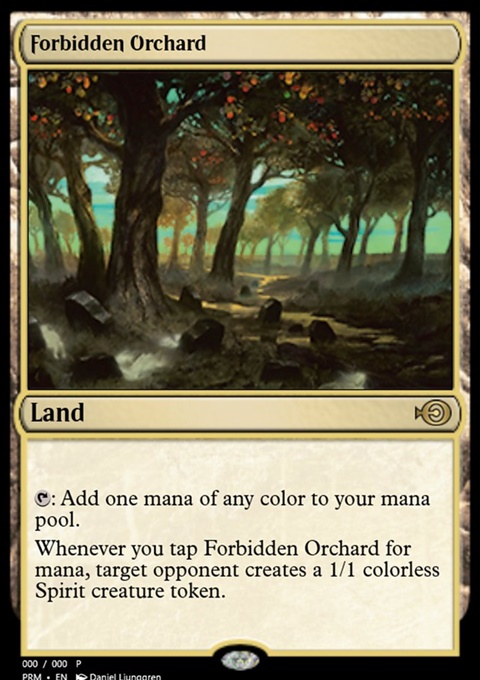 Forbidden Orchard
Land
: Add one mana of any color to your mana
pool.
Whenever you tap Forbidden Orchard for
mana, target opponent creates a 1/1 colorless
Spirit creature token.
000 / 000 P
PRM • EN Daniel Ljunggren